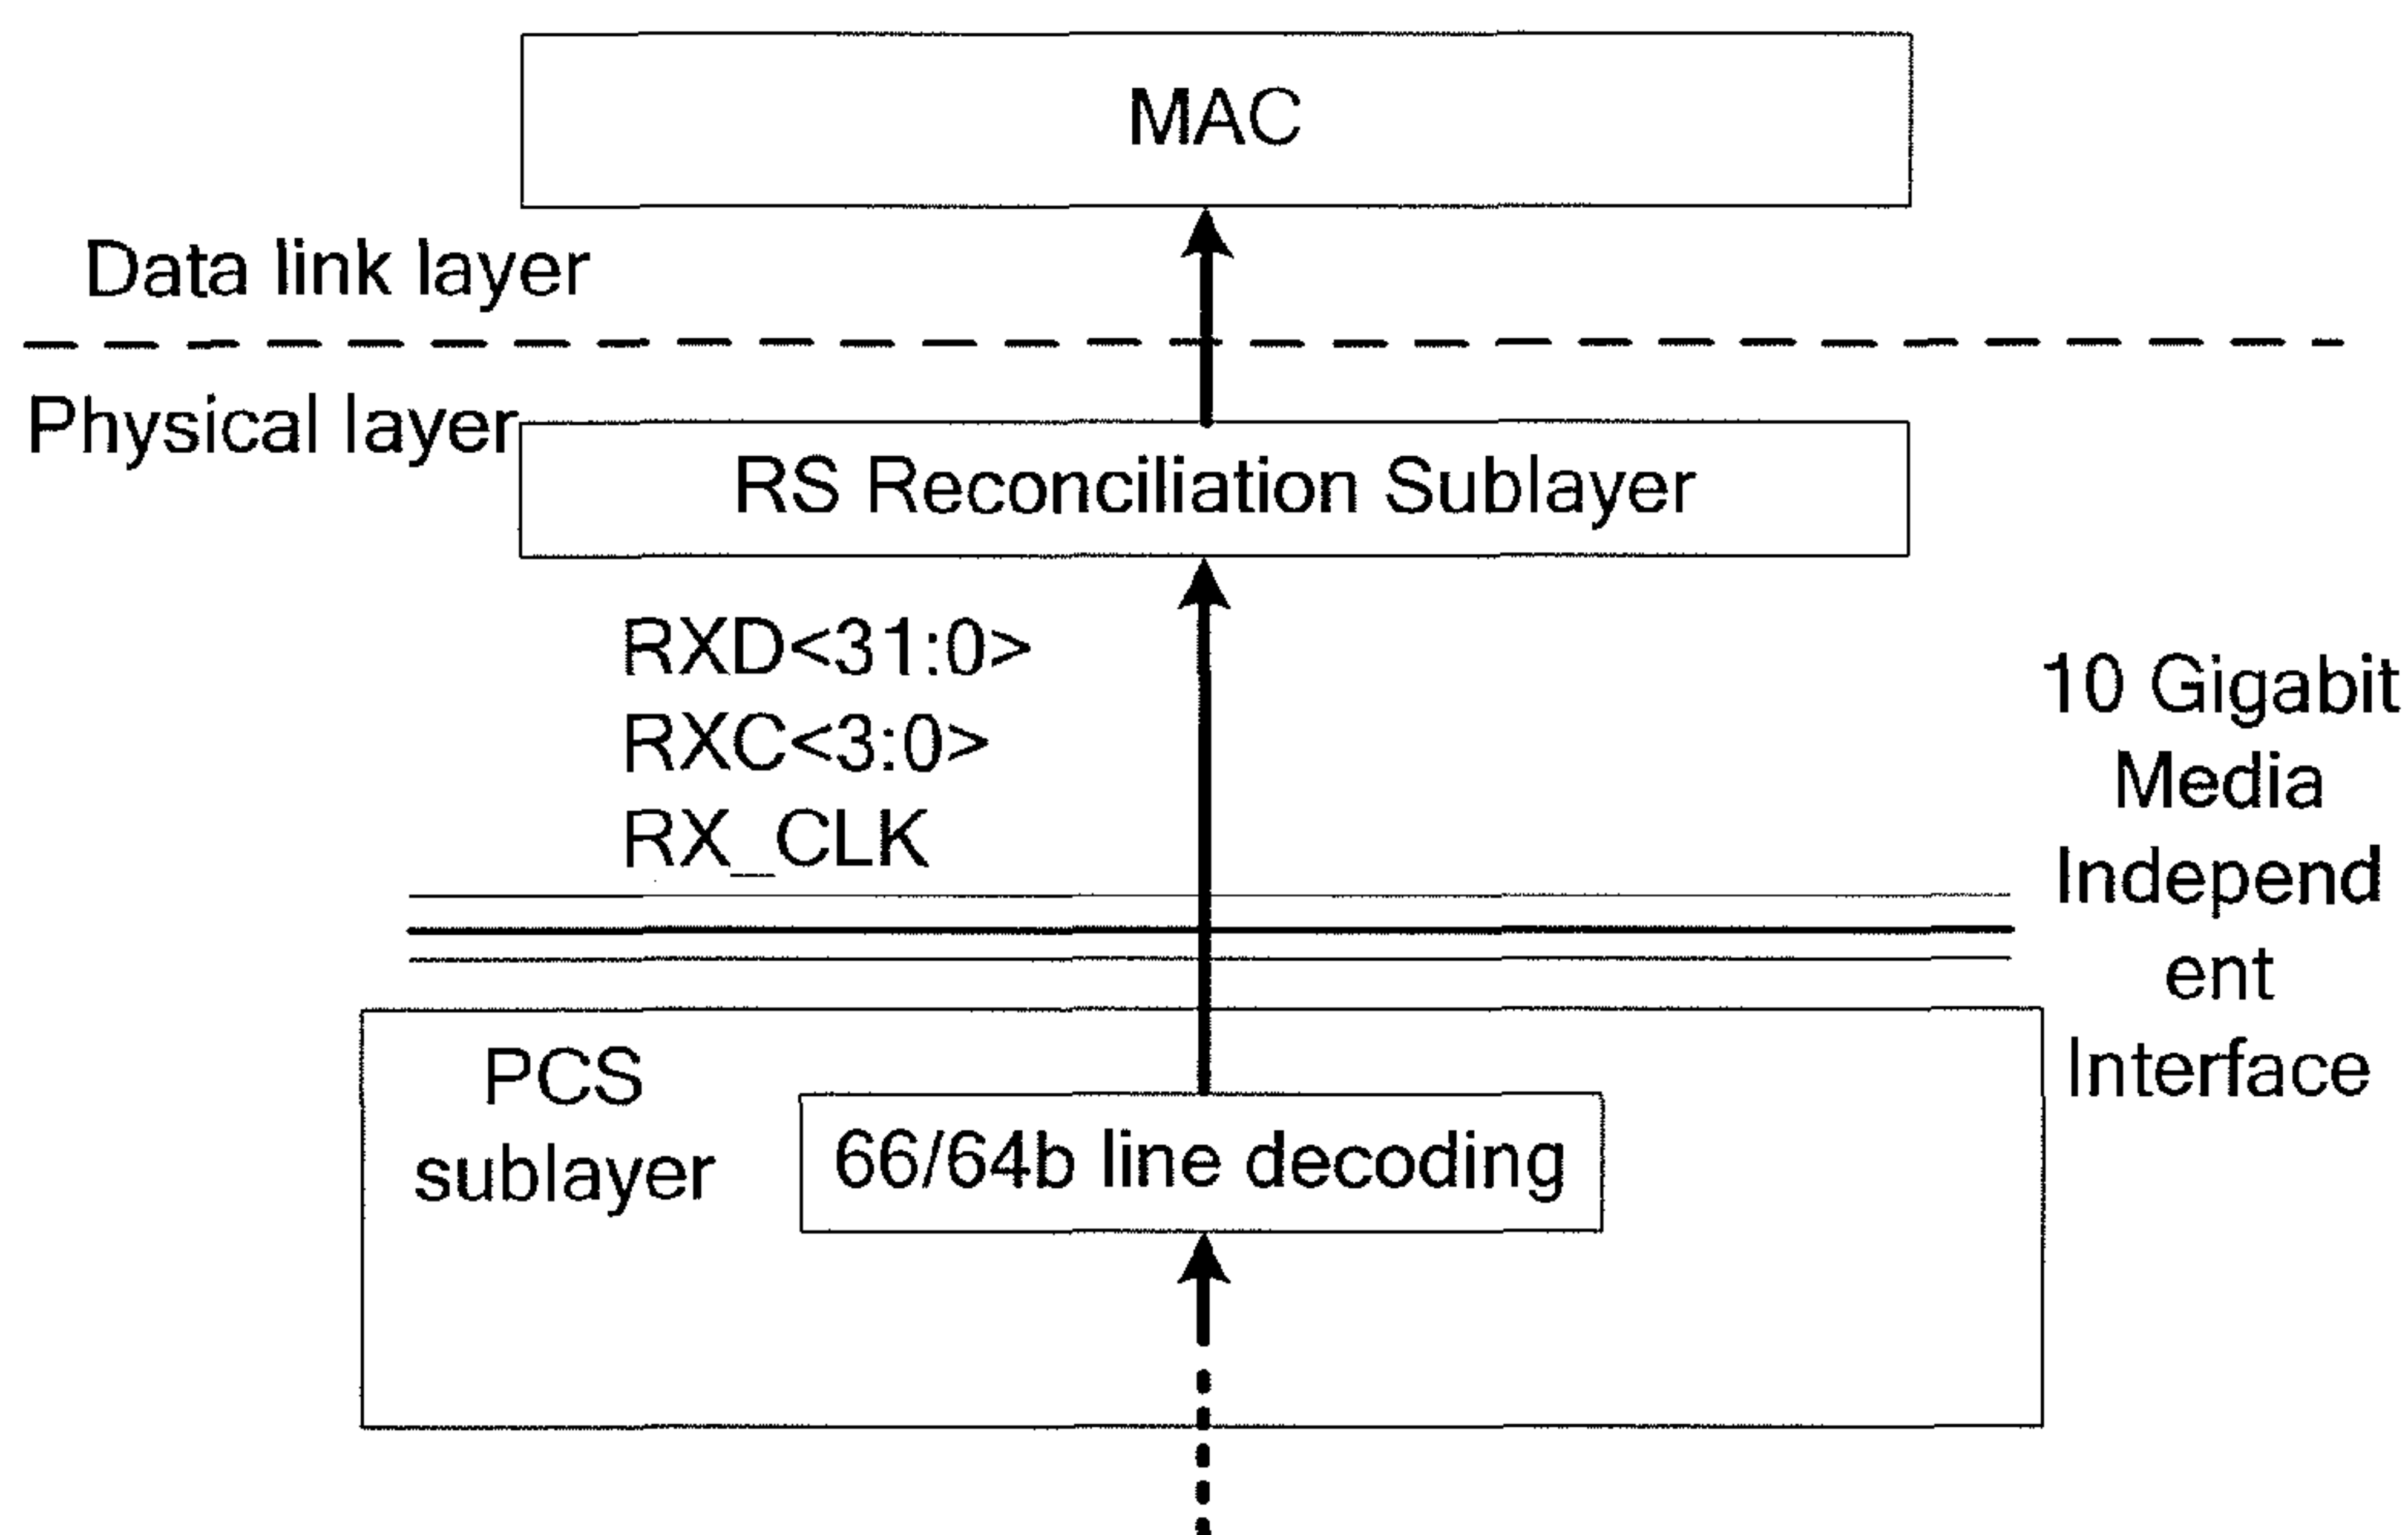 MAC
Data link layer
Physical layer
RS Reconciliation Sublayer
RXD<31:0>
RXC<3:0>
RX_CLK
10 Gigabit
Media
Independ
ent
Interface
PCS
sublayer
66/64b line decoding